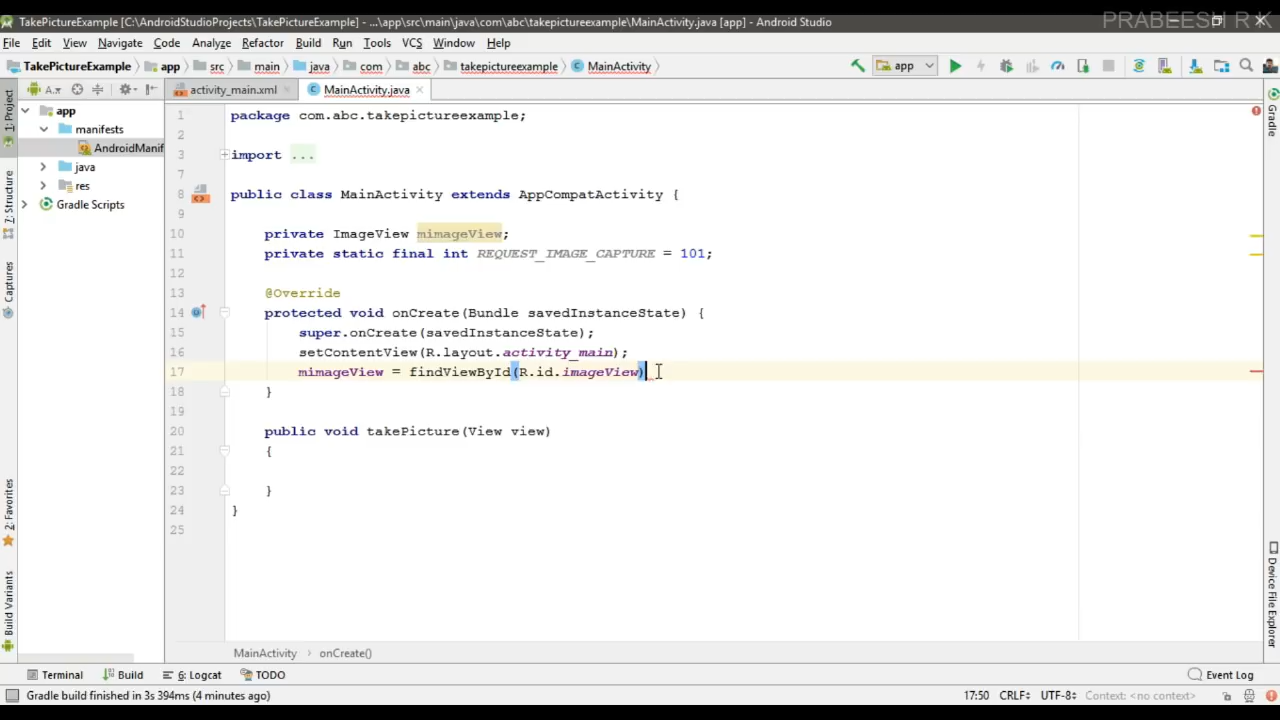 PRABEESH R K
TakePictureExample [C:\AndroidStudioProjects\TakePictureExample] - ...\app\src\main\java\com\abc\takepictureexample\MainActivity.java [app] - Android Studio
File Edit View Navigate Code Analyze Refactor Build Run Tools VCS Window Help
TakePictureExample app src main java com abc takepictureexample MainActivity app
A... activity_main.xml MainActivity.java
1: Project
7: Structure
Captures
2: Favorites
Build Variants
app
manifests
AndroidManif
java
res
Gradle Scripts
1 package com.abc.takepictureexample;
2
3 import ...
7
8 public class MainActivity extends AppCompatActivity {
9
10 private ImageView mimageView;
11 private static final int REQUEST_IMAGE_CAPTURE = 101;
12
13 @Override
14 protected void onCreate(Bundle savedInstanceState) {
15 super.onCreate(savedInstanceState);
16 setContentView(R.layout.activity_main);
17 mimageView = findViewById(R.id.imageView)
18 }
19
20 public void takePicture(View view)
21 {
22
23 }
24 }
25
Gradle
Device File Explorer
MainActivity onCreate()
Terminal Build 6: Logcat TODO Event Log
Gradle build finished in 3s 394ms (4 minutes ago) 17:50 CRLF UTF-8 Context: <no context>